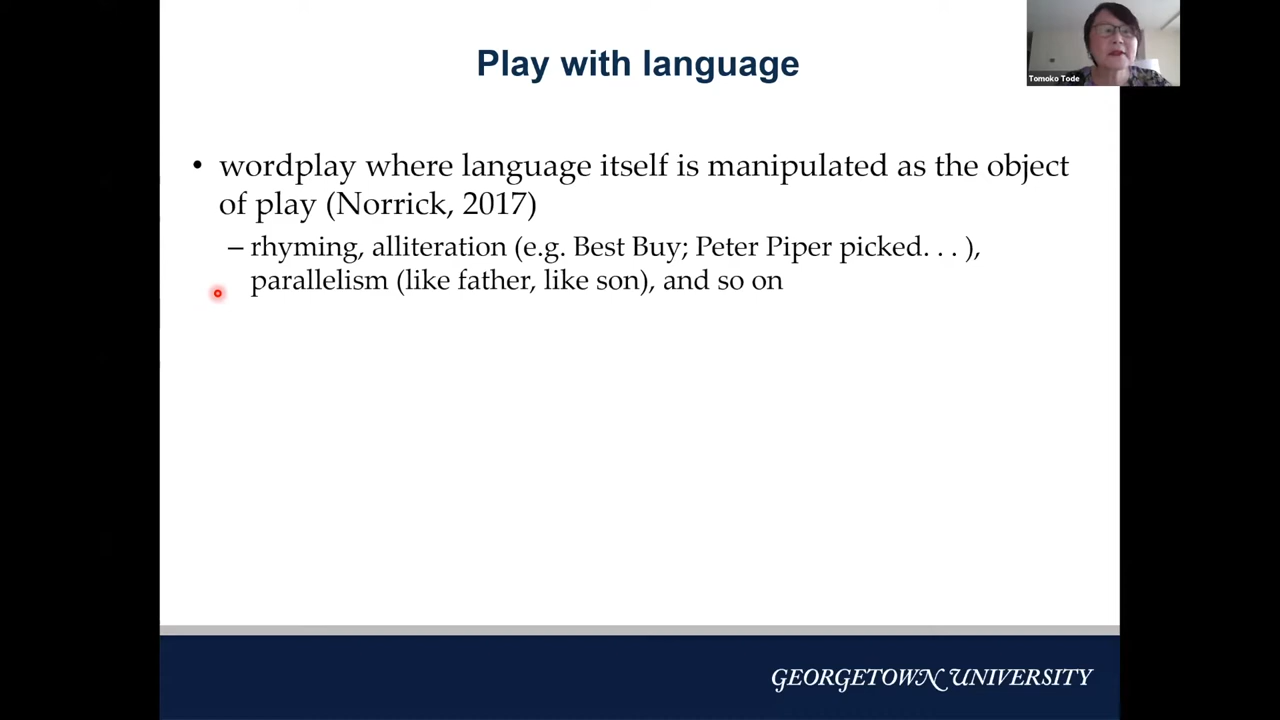 Play with language
Tomoko Tode
• wordplay where language itself is manipulated as the object
of play (Norrick, 2017)
– rhyming, alliteration (e.g. Best Buy; Peter Piper picked. . . ),
parallelism (like father, like son), and so on
GEORGETOWN UNIVERSITY